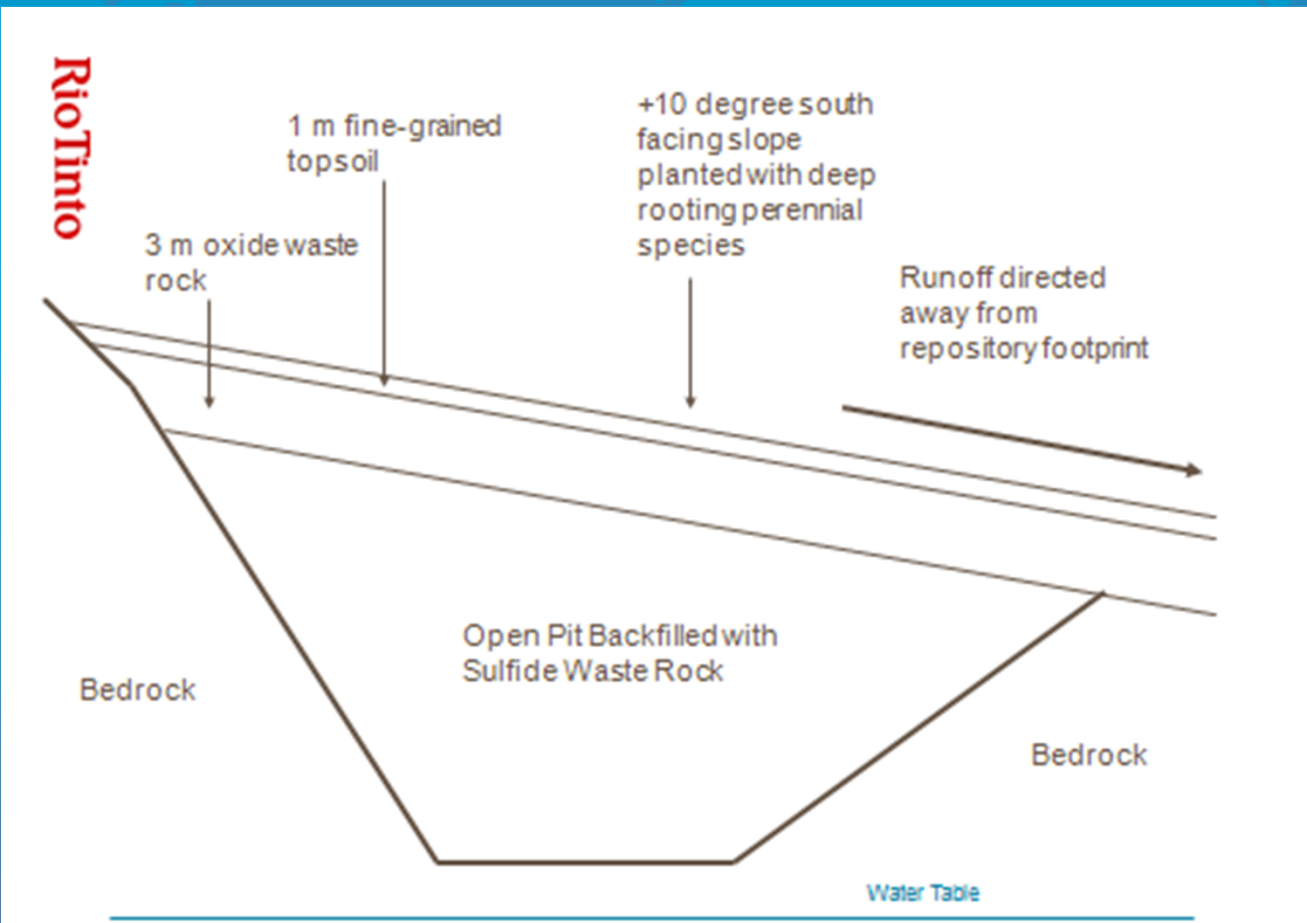 RioTinto
1 m fine-grained
topsoil
+10 degree south
facing slope
planted with deep
rooting perennial
species
3 m oxide waste
rock
Runoff directed
away from
repository footprint
Open Pit Backfilled with
Sulfide Waste Rock
Bedrock
Bedrock
Water Table